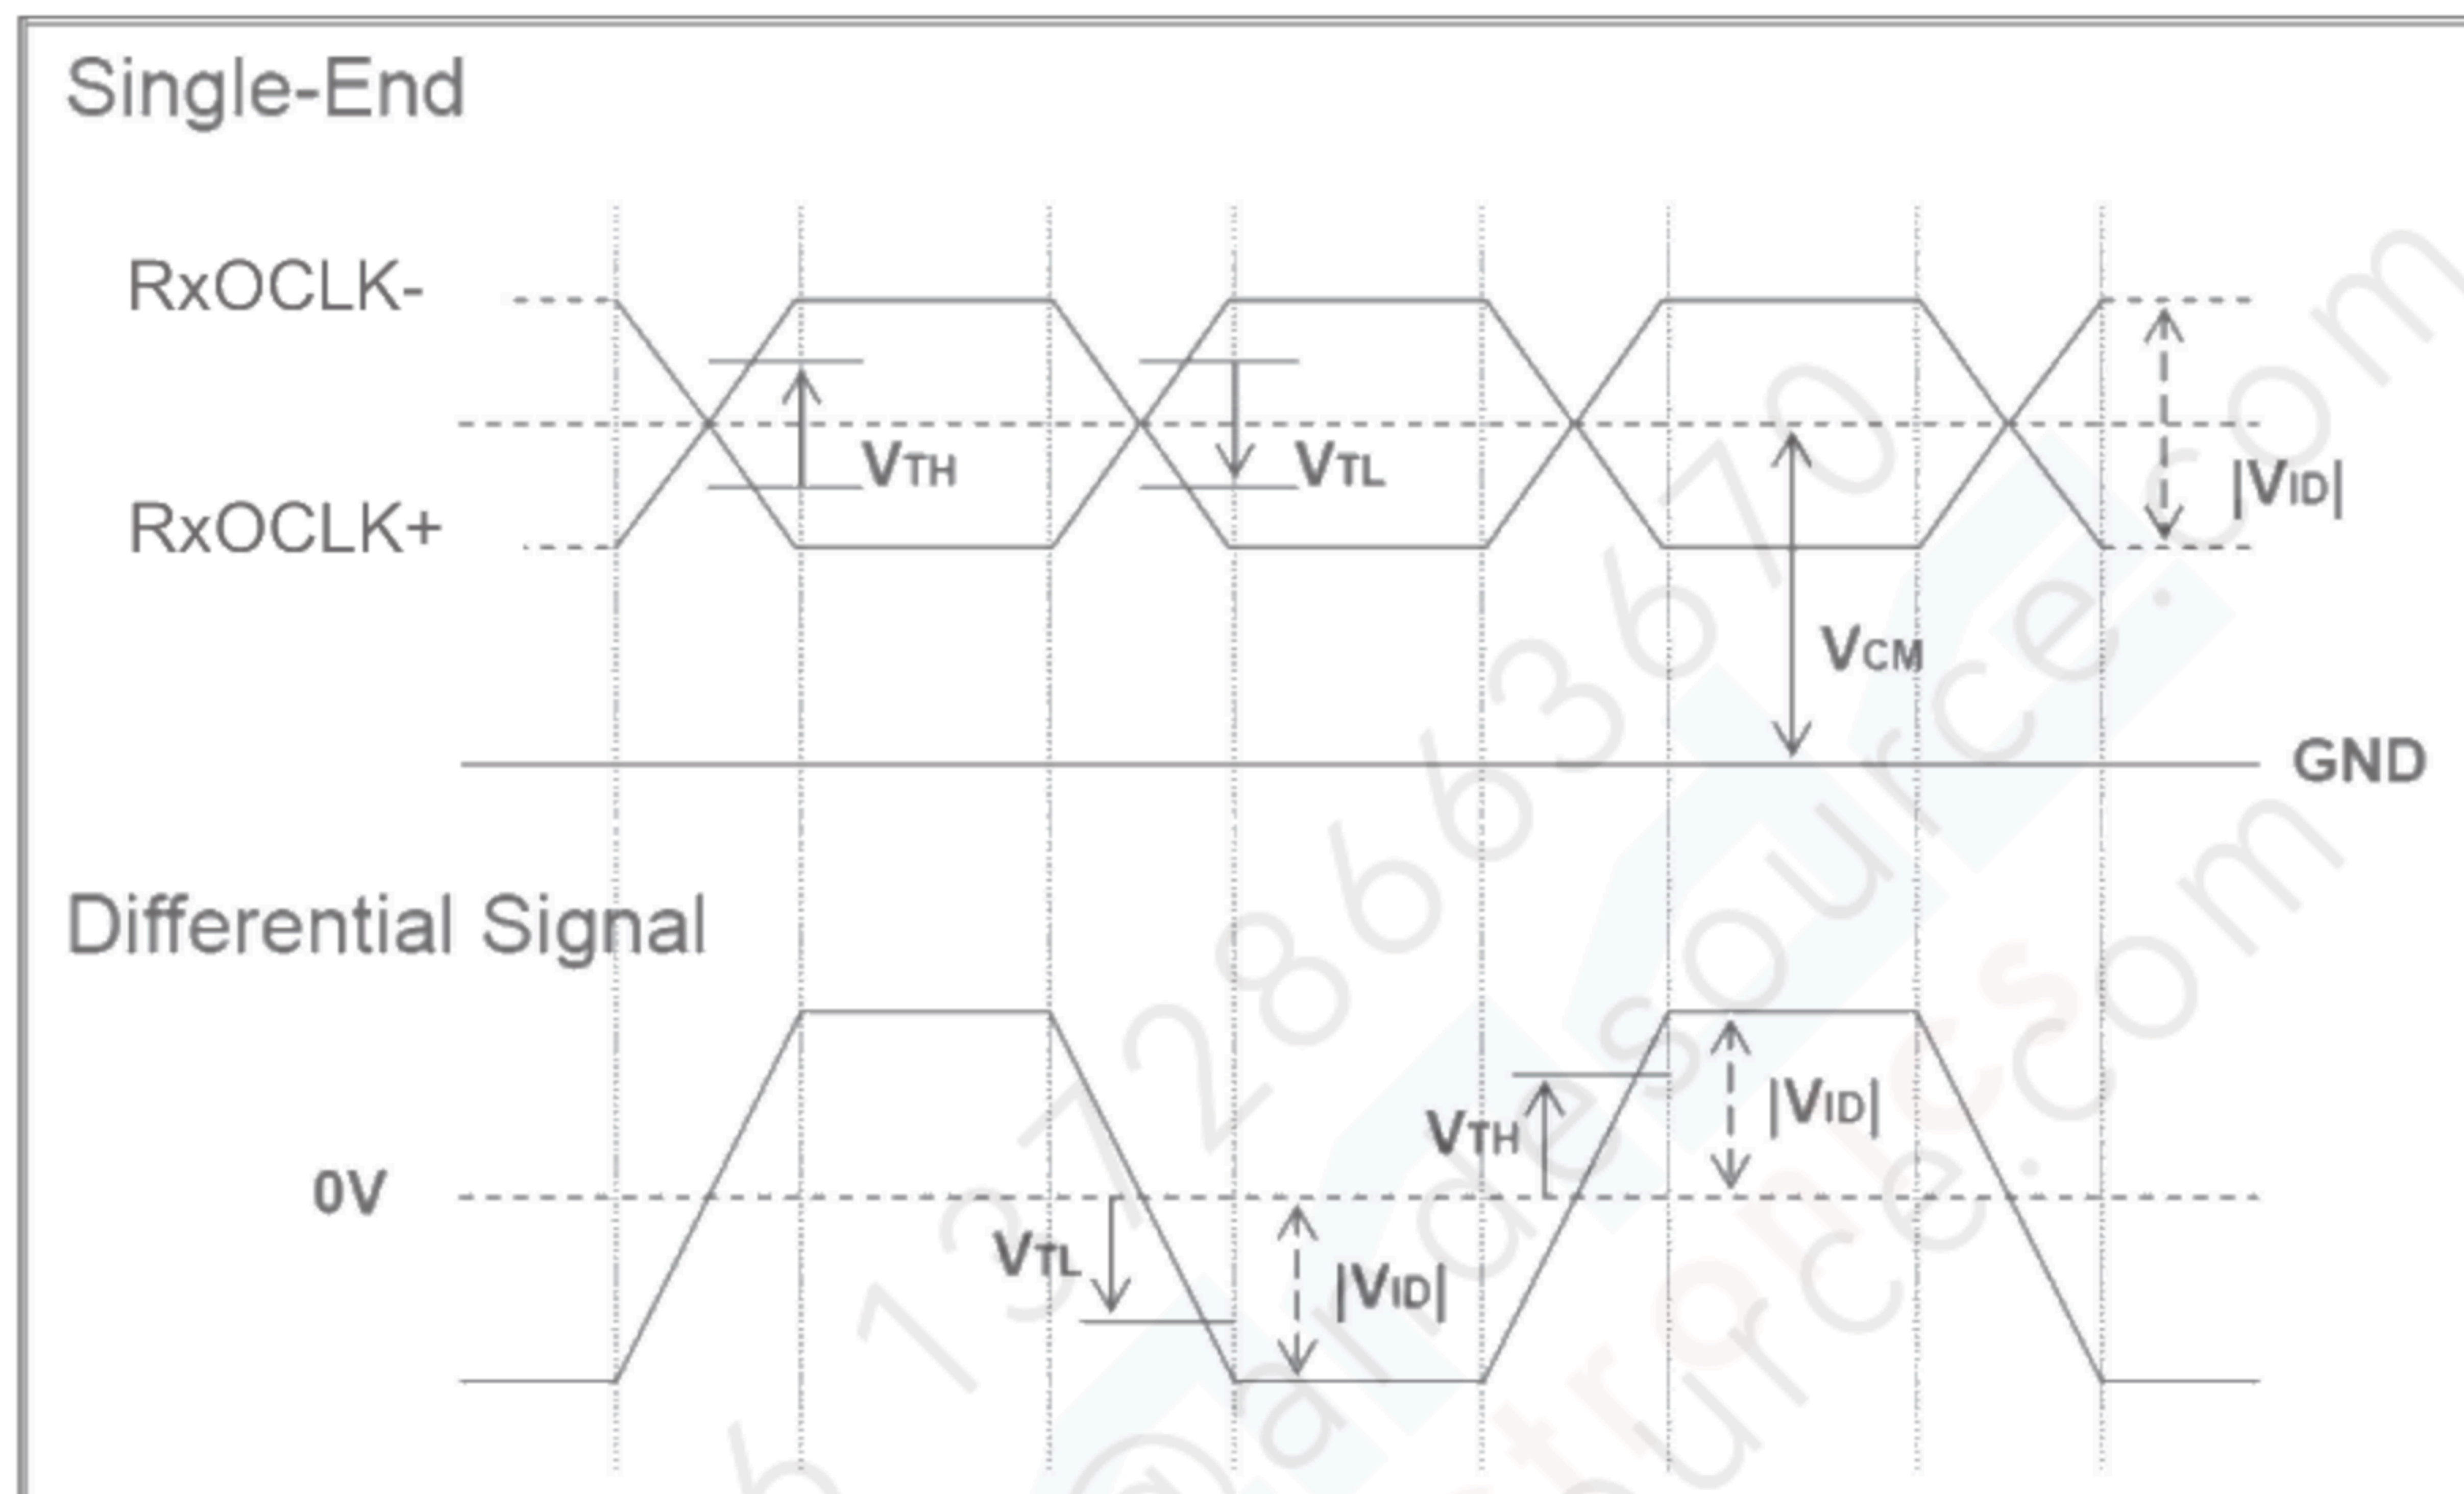 Single-End
RxOCLK-
VTH
VTL
|VID|
RxOCLK+
VCM
GND
Differential Signal
VTH
|VID|
0V
VTL
|VID|